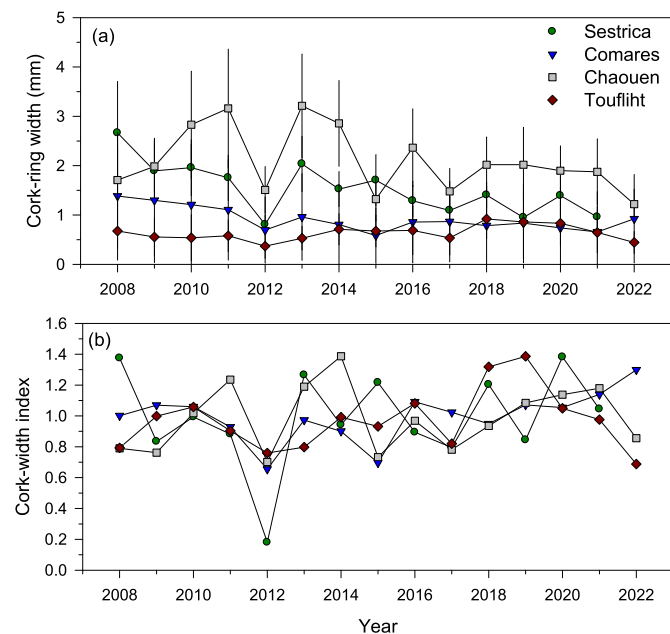 (a)
Sestrica
Comares
Chaouen
Toufliht
Cork-ring width (mm)
5
4
3
2
1
0
2008 2010 2012 2014 2016 2018 2020 2022
(b)
Cork-width index
1.6
1.4
1.2
1.0
0.8
0.6
0.4
0.2
0.0
2008 2010 2012 2014 2016 2018 2020 2022
Year